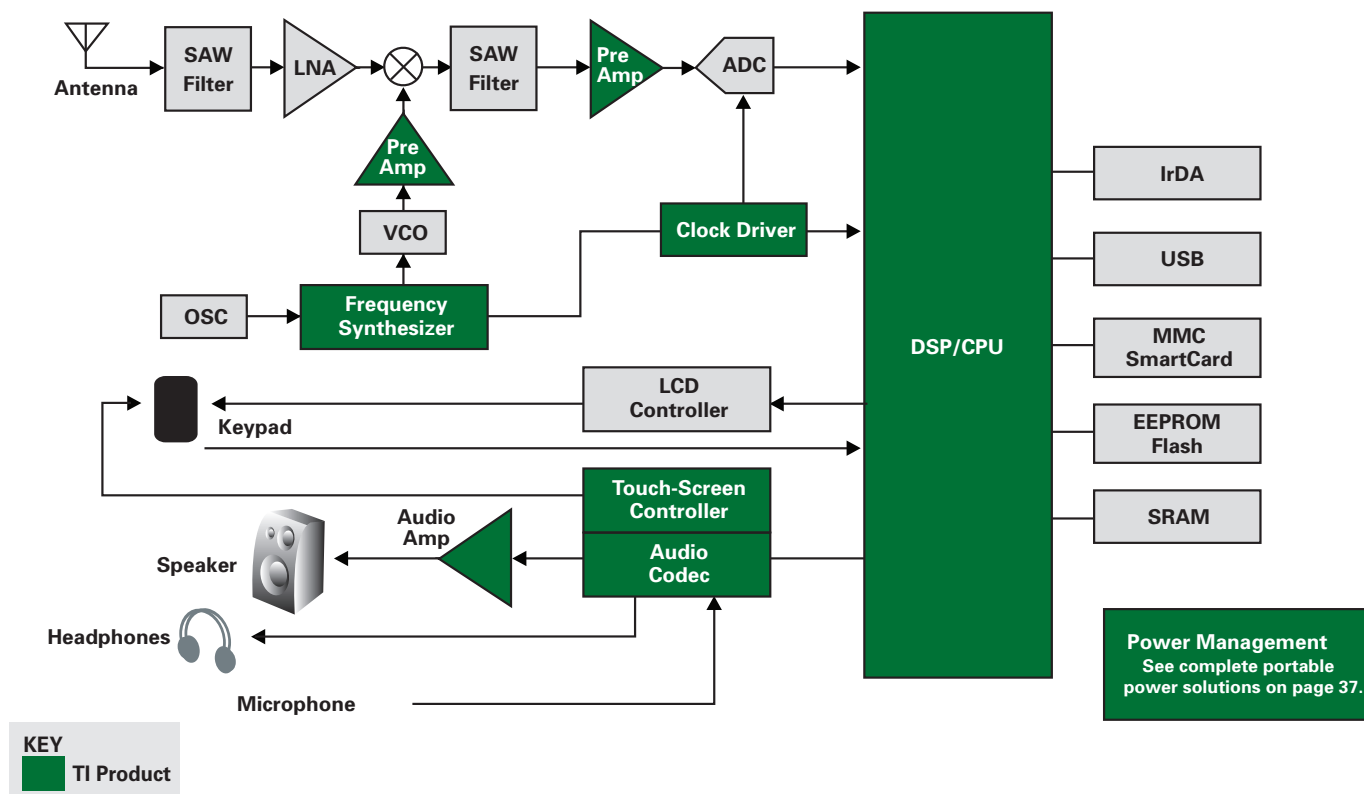 Antenna
SAW
Filter
LNA
SAW
Filter
Pre
Amp
ADC
Pre
Amp
VCO
Clock Driver
OSC
Frequency
Synthesizer
DSP/CPU
IrDA
USB
MMC
SmartCard
EEPROM
Flash
SRAM
LCD
Controller
Keypad
Touch-Screen
Controller
Audio
Amp
Audio
Codec
Speaker
Headphones
Microphone
Power Management
See complete portable
power solutions on page 37.
KEY
TI Product